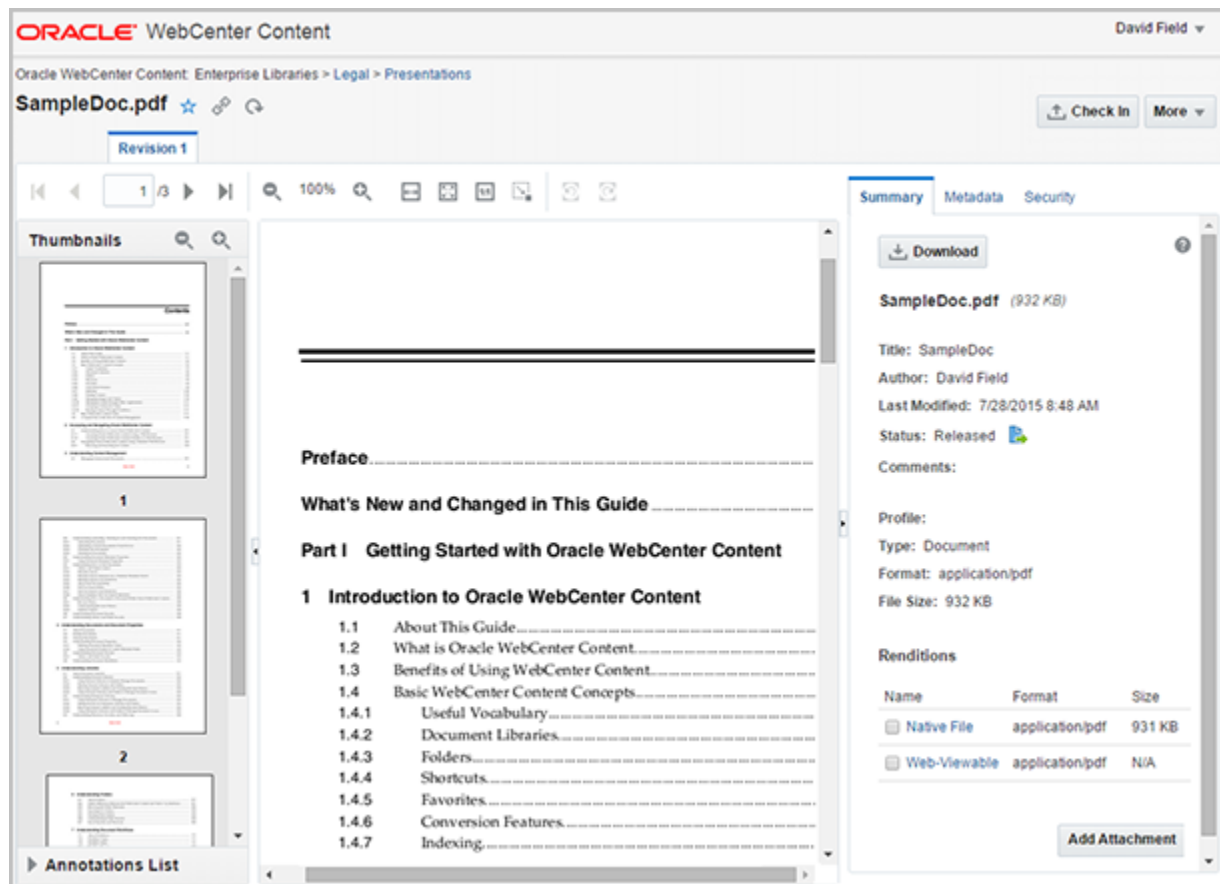 ORACLE® WebCenter Content
David Field
Oracle WebCenter Content: Enterprise Libraries > Legal > Presentations
SampleDoc.pdf
Check In
More
Revision 1
1 /3
100%
Thumbnails
Contents
1
2
Annotations List
Preface
What's New and Changed in This Guide
Part I Getting Started with Oracle WebCenter Content
1 Introduction to Oracle WebCenter Content
1.1 About This Guide
1.2 What is Oracle WebCenter Content
1.3 Benefits of Using WebCenter Content
1.4 Basic WebCenter Content Concepts
1.4.1 Useful Vocabulary
1.4.2 Document Libraries
1.4.3 Folders
1.4.4 Shortcuts
1.4.5 Favorites
1.4.6 Conversion Features
1.4.7 Indexing
Summary Metadata Security
Download
SampleDoc.pdf (932 KB)
Title: SampleDoc
Author: David Field
Last Modified: 7/28/2015 8:48 AM
Status: Released
Comments:
Profile:
Type: Document
Format: application/pdf
File Size: 932 KB
Renditions
Name Format Size
Native File application/pdf 931 KB
Web-Viewable application/pdf N/A
Add Attachment